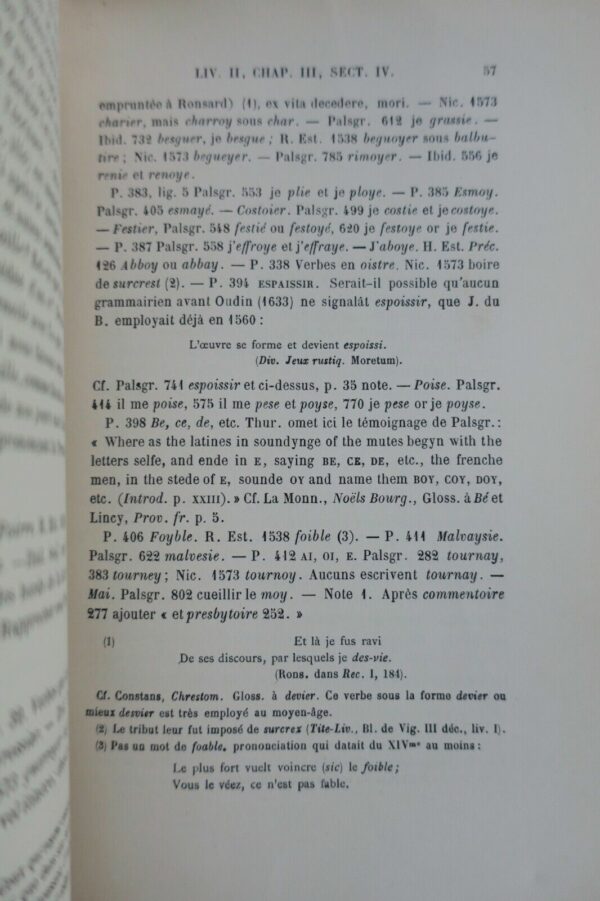 LIV. II, CHAP. III, SECT. IV. 57
empruntée à Ronsard) (1), ex vita decedere, mori. — Nic. 1573
charier, mais charroy sous char. — Palsgr. 612 je grassie. —
Ibid. 732 besguer, je besgue ; R. Est. 1538 beguoyer sous balbu-
tire ; Nic. 1573 begueyer. — Palsgr. 785 rimoyer. — Ibid. 556 je
renie et renoye.
P. 383, lig. 5 Palsgr. 553 je plie et je ploye. — P. 385 Esmoy.
Palsgr. 405 esmayé. — Costoier. Palsgr. 499 je costie et je costoye.
— Festier, Palsgr. 548 festié ou festoyé, 620 je festoye or je festie.
— P. 387 Palsgr. 558 j'effroye et j'effraye. — J'aboye. H. Est. Préc.
126 Abboy ou abbay. — P. 338 Verbes en oistre. Nic. 1573 boire
de surcrest (2). — P. 394 ESPAISSIR. Serait-il possible qu'aucun
grammairien avant Oudin (1633) ne signalât espoissir, que J. du
B. employait déjà en 1560 :
L'œuvre se forme et devient espoissi.
(Div. Jeux rustiq. Moretum).
Cf. Palsgr. 741 espoissir et ci-dessus, p. 35 note. — Poise. Palsgr.
414 il me poise, 575 il me pese et poyse, 770 je pese or je poyse.
P. 398 Be, ce, de, etc. Thur. omet ici le témoignage de Palsgr. :
« Where as the latines in soundynge of the mutes begyn with the
letters selfe, and ende in E, saying BE, CE, DE, etc., the frenche
men, in the stede of E, sounde OY and name them BOY, COY, DOY,
etc. (Introd. p. XXIII). » Cf. La Monn., Noëls Bourg., Gloss. à Bé et
Lincy, Prov. fr. p. 5.
P. 406 Foyble. R. Est. 1538 foible (3). — P. 411 Malvaysie.
Palsgr. 622 malvesie. — P. 412 AI, OI, E. Palsgr. 282 tournay,
383 tourney ; Nic. 1573 tournoy. Aucuns escrivent tournay. —
Mai. Palsgr. 802 cueillir le moy. — Note 1. Après commentoire
277 ajouter « et presbytoire 252. »
(1) Et là je fus ravi
De ses discours, par lesquels je des-vie.
(Rons. dans Rec. I, 184).
Cf. Constans, Chrestom. Gloss. à devier. Ce verbe sous la forme devier ou
mieux desvier est très employé au moyen-âge.
(2) Le tribut leur fut imposé de surcrex (Tite-Liv., Bl. de Vig. III déc., liv. I).
(3) Pas un mot de foable, prononciation qui datait du XIVme au moins :
Le plus fort vuelt voincre (sic) le foible ;
Vous le véez, ce n'est pas fable.